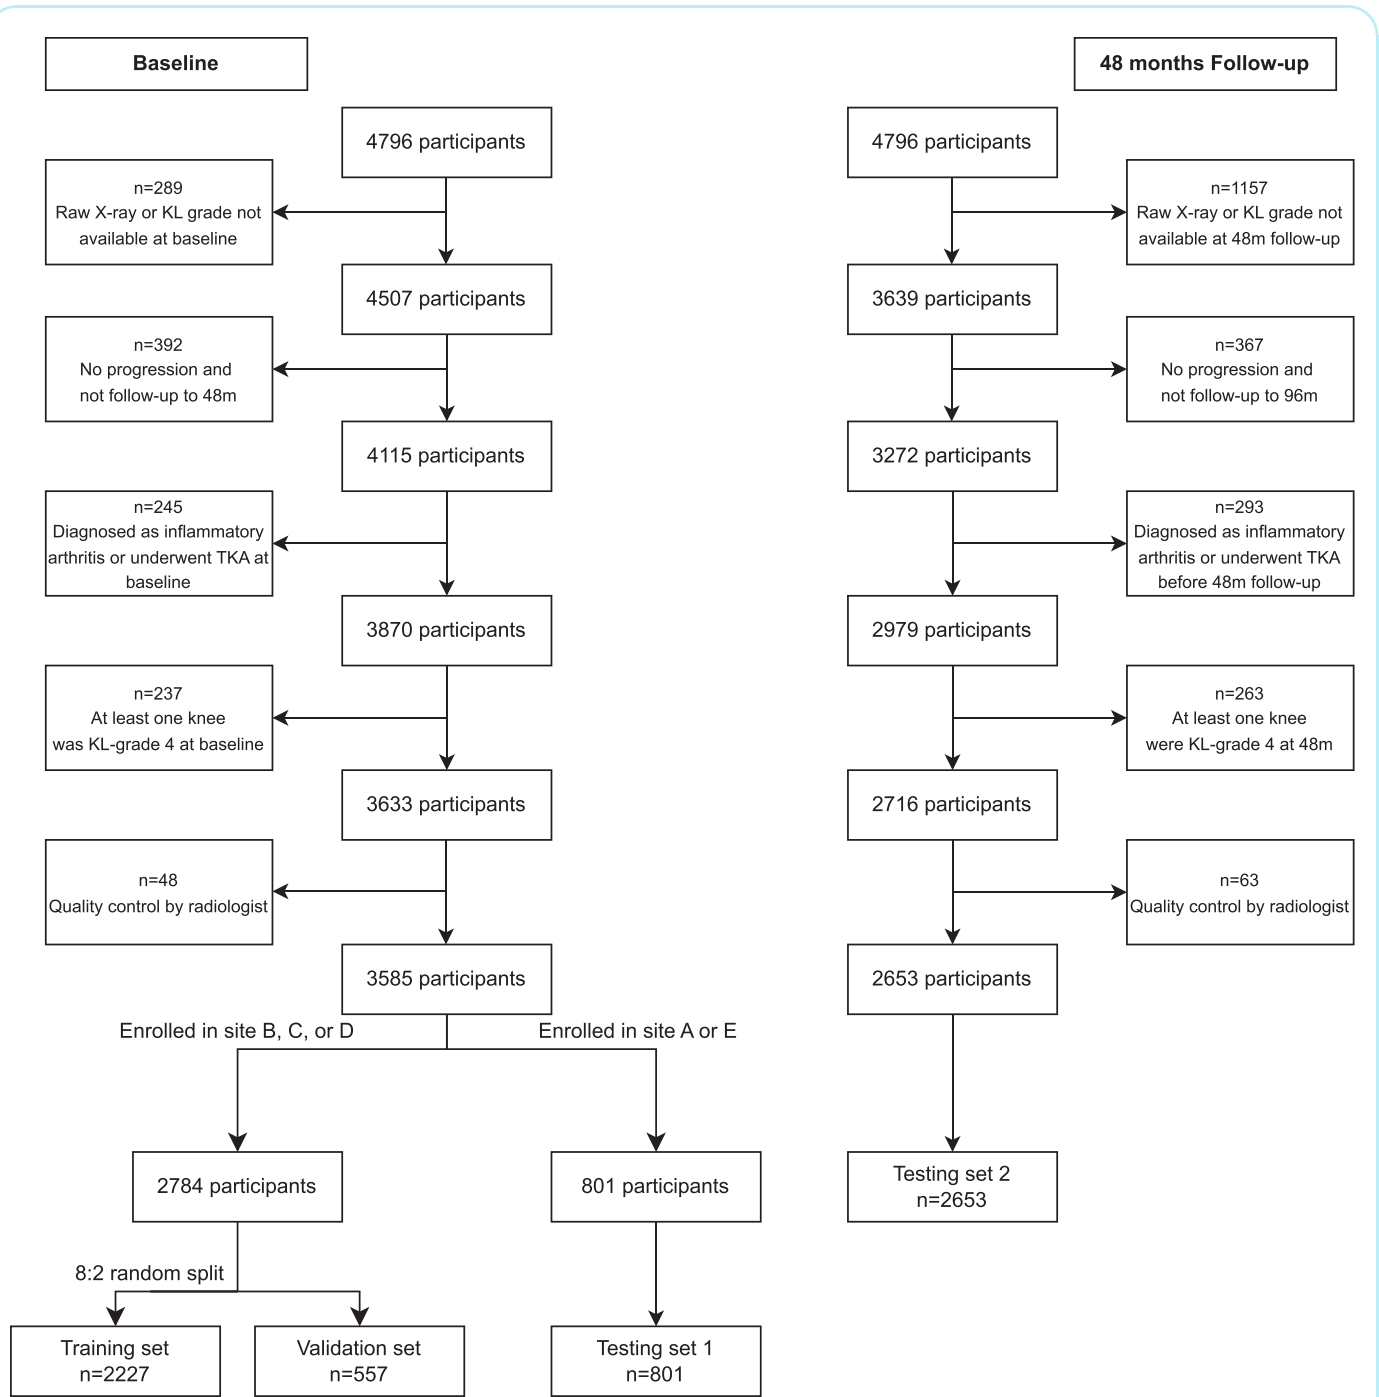 Baseline
4796 participants
n=289
Raw X-ray or KL grade not
available at baseline
4507 participants
n=392
No progression and
not follow-up to 48m
4115 participants
n=245
Diagnosed as inflammatory
arthritis or underwent TKA at
baseline
3870 participants
n=237
At least one knee
was KL-grade 4 at baseline
3633 participants
n=48
Quality control by radiologist
3585 participants
Enrolled in site B, C, or D
Enrolled in site A or E
2784 participants
801 participants
8:2 random split
Training set
n=2227
Validation set
n=557
Testing set 1
n=801
48 months Follow-up
4796 participants
n=1157
Raw X-ray or KL grade not
available at 48m follow-up
3639 participants
n=367
No progression and
not follow-up to 96m
3272 participants
n=293
Diagnosed as inflammatory
arthritis or underwent TKA
before 48m follow-up
2979 participants
n=263
At least one knee
were KL-grade 4 at 48m
2716 participants
n=63
Quality control by radiologist
2653 participants
Testing set 2
n=2653